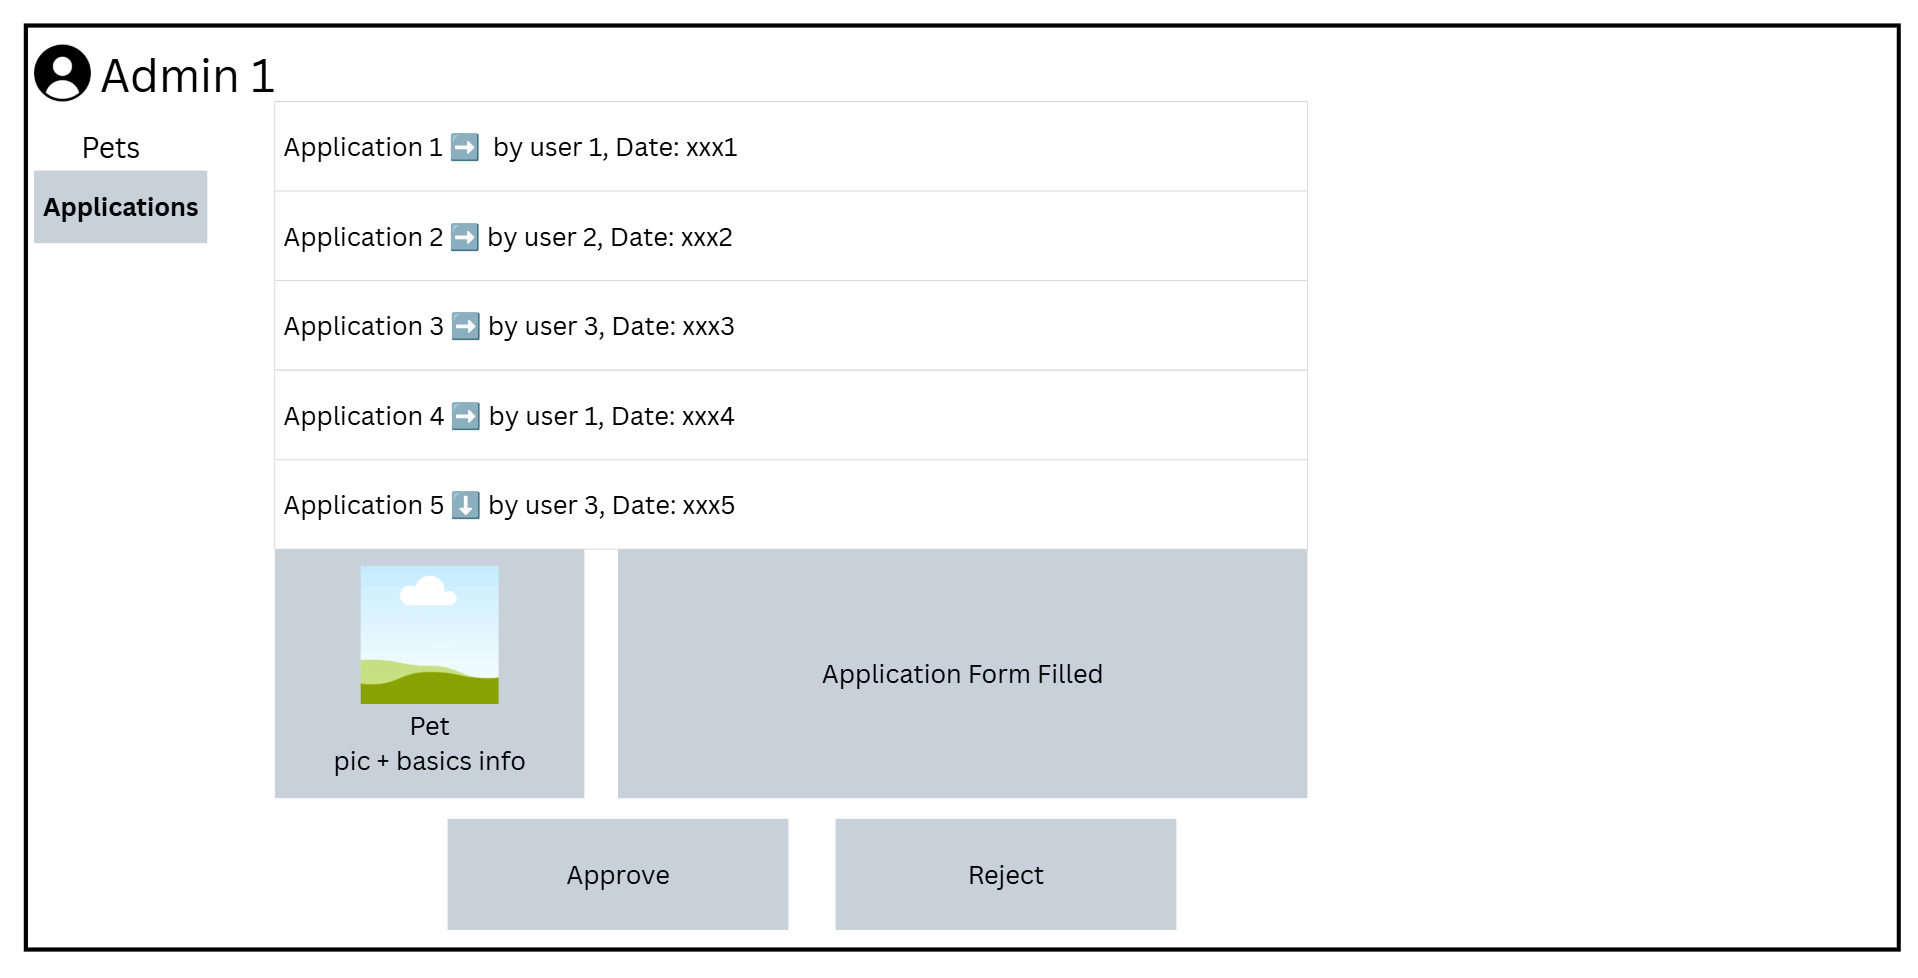 Admin 1
Pets
Applications
Application 1 ➡️ by user 1, Date: xxx1
Application 2 ➡️ by user 2, Date: xxx2
Application 3 ➡️ by user 3, Date: xxx3
Application 4 ➡️ by user 1, Date: xxx4
Application 5 ⬇️ by user 3, Date: xxx5
Pet
pic + basics info
Application Form Filled
Approve
Reject